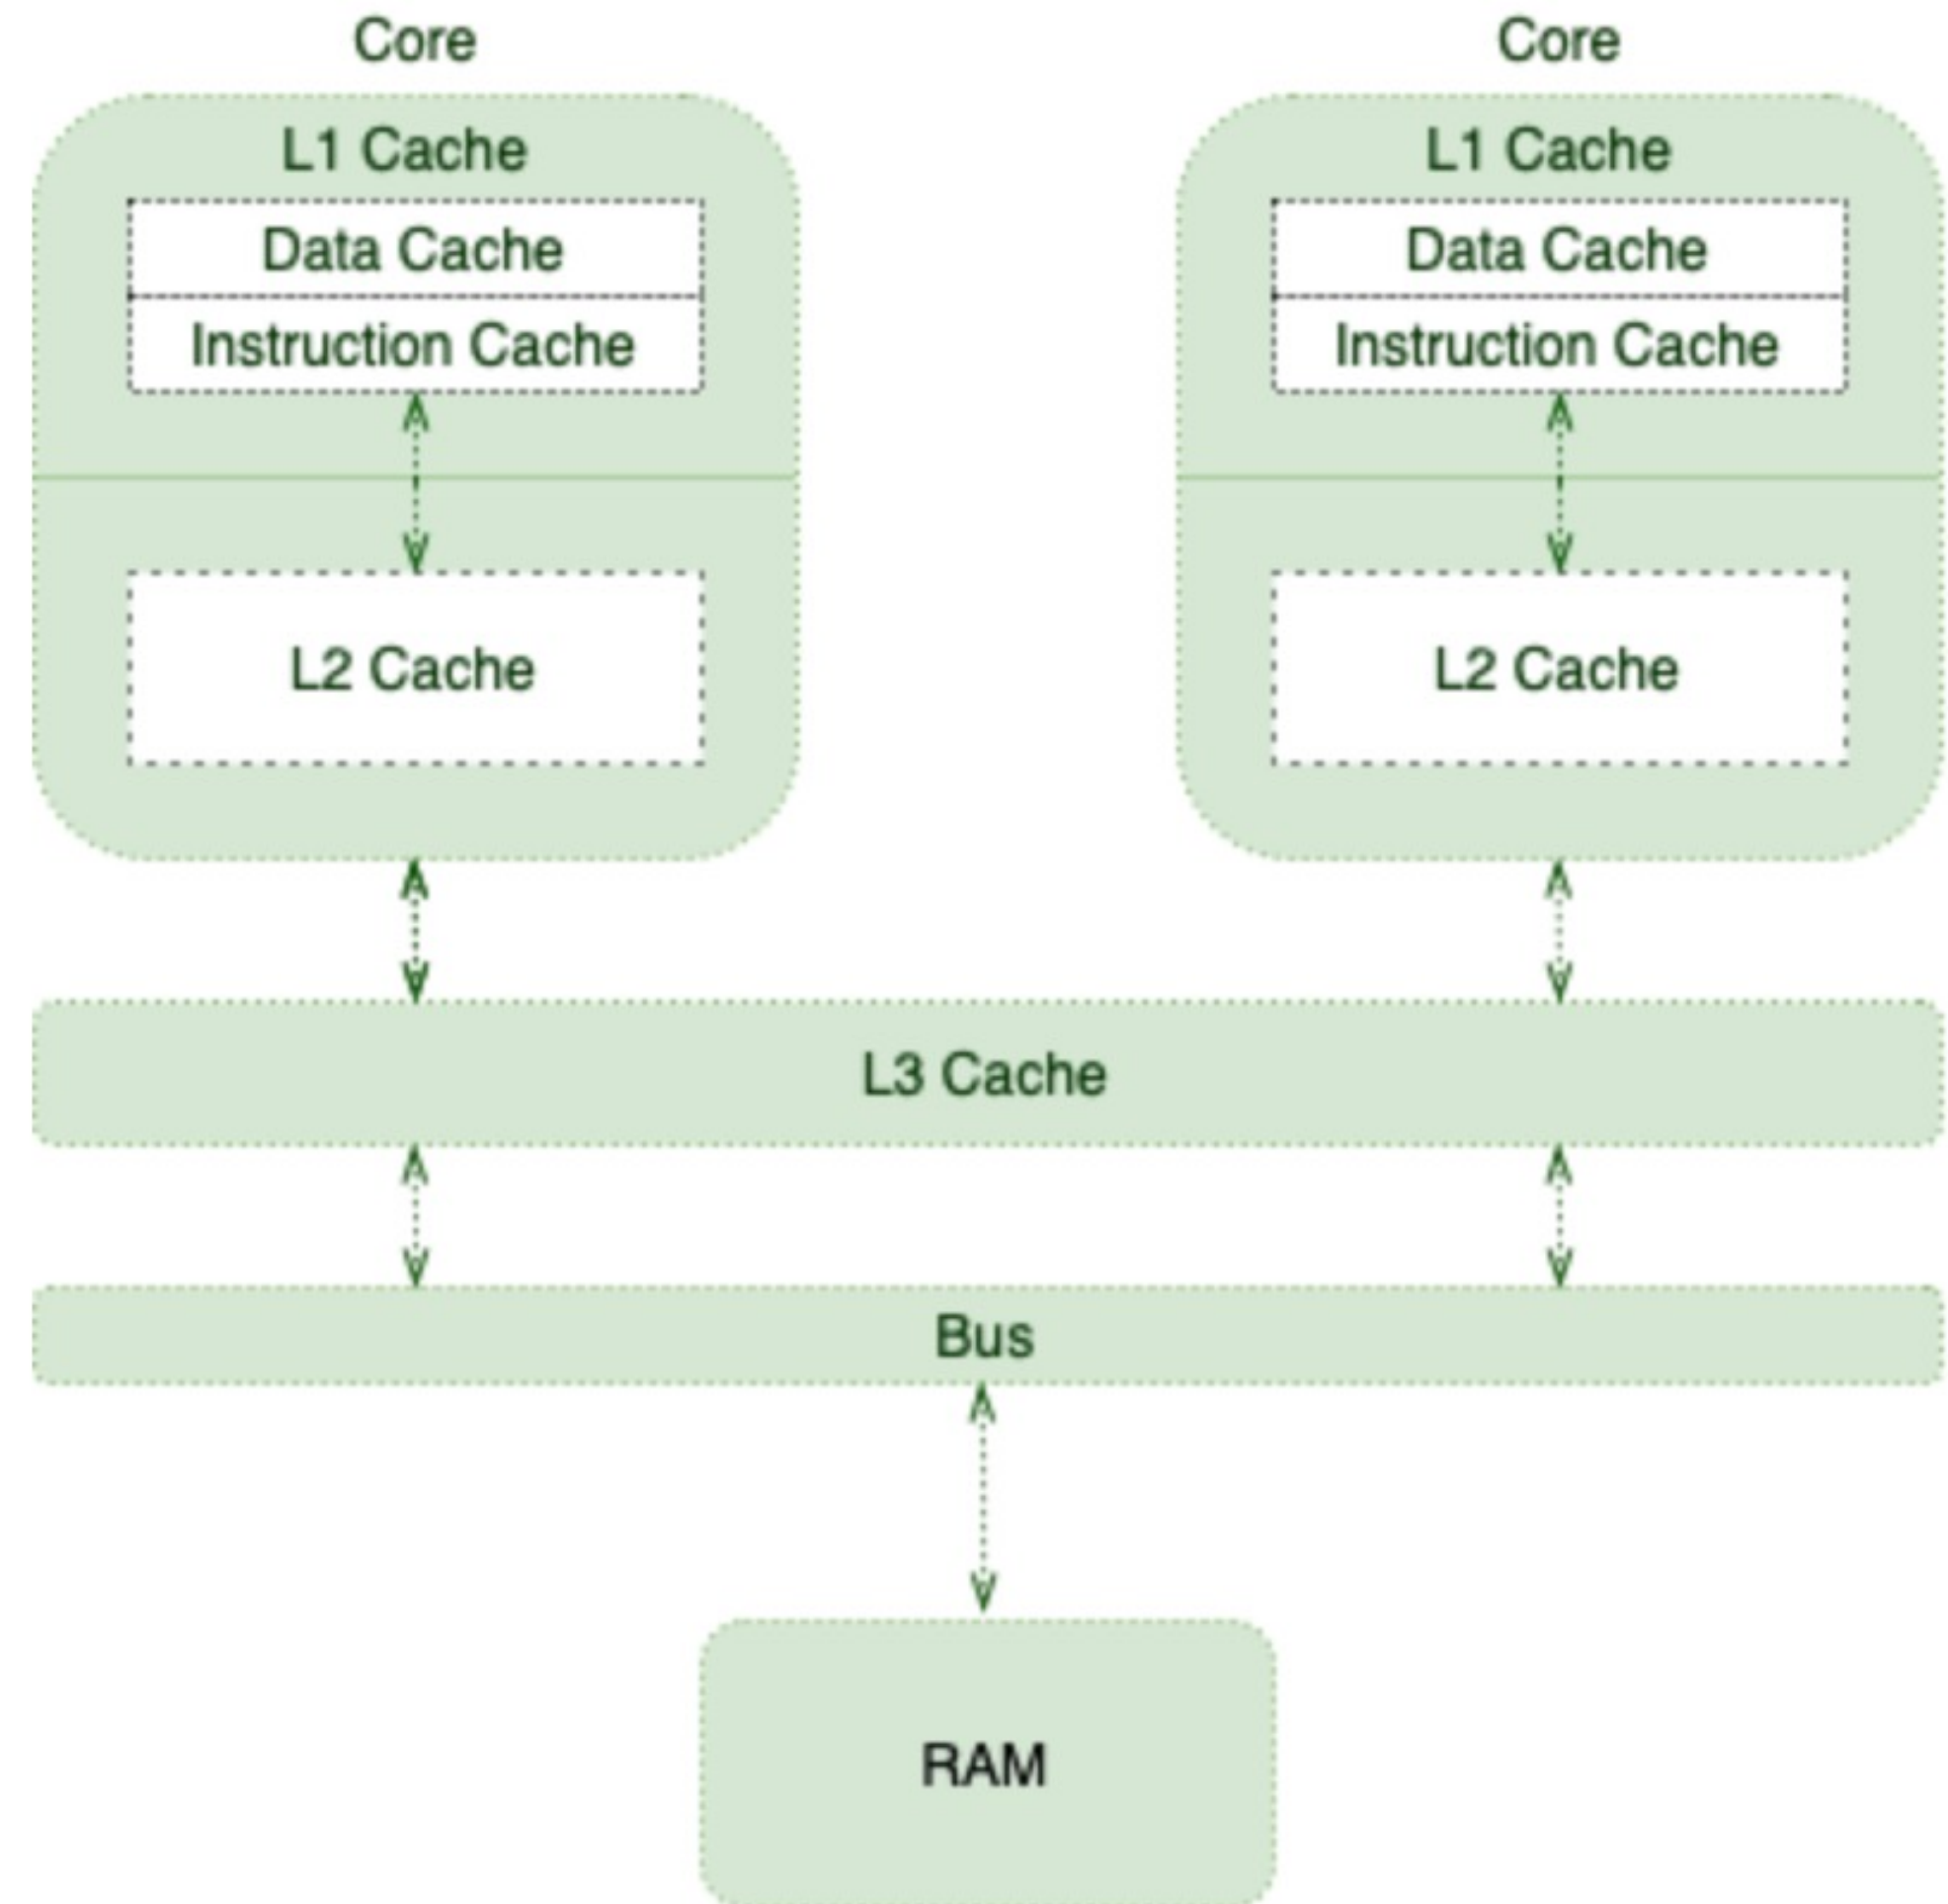 Core
Core
L1 Cache
Data Cache
Instruction Cache
L2 Cache
L1 Cache
Data Cache
Instruction Cache
L2 Cache
L3 Cache
Bus
RAM